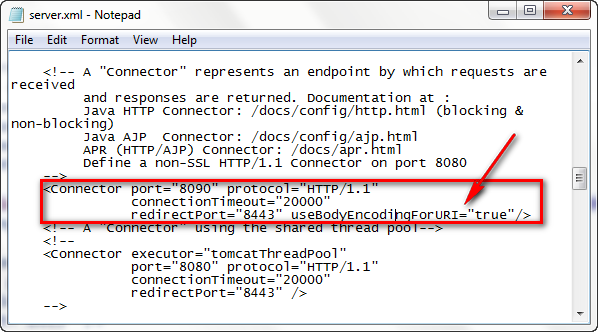 server.xml - Notepad
File Edit Format View Help
<!-- A "Connector" represents an endpoint by which requests are
received
and responses are returned. Documentation at :
Java HTTP Connector: /docs/config/http.html (blocking &
non-blocking)
Java AJP  Connector: /docs/config/ajp.html
APR (HTTP/AJP) Connector: /docs/apr.html
Define a non-SSL HTTP/1.1 Connector on port 8080
-->
<Connector port="8090" protocol="HTTP/1.1"
connectionTimeout="20000"
redirectPort="8443" useBodyEncodingForURI="true"/>
<!-- A "Connector" using the shared thread pool-->
<!--
<Connector executor="tomcatThreadPool"
port="8080" protocol="HTTP/1.1"
connectionTimeout="20000"
redirectPort="8443" />
-->